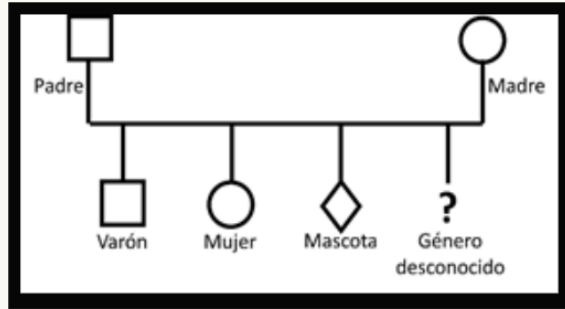 Padre
Madre
?
Varón
Mujer
Mascota
Género
desconocido